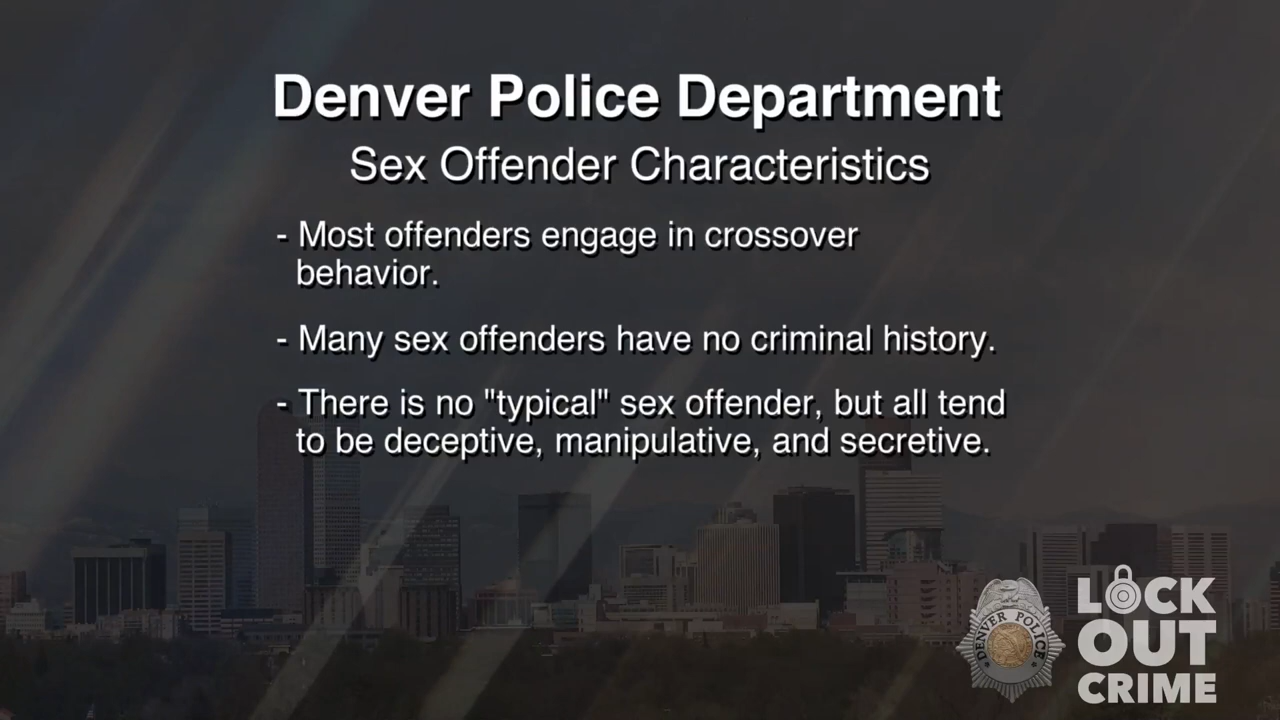 Denver Police Department
Sex Offender Characteristics
- Most offenders engage in crossover
behavior.
- Many sex offenders have no criminal history.
- There is no "typical" sex offender, but all tend
to be deceptive, manipulative, and secretive.
DENVER POLICE
LOCK
OUT
CRIME